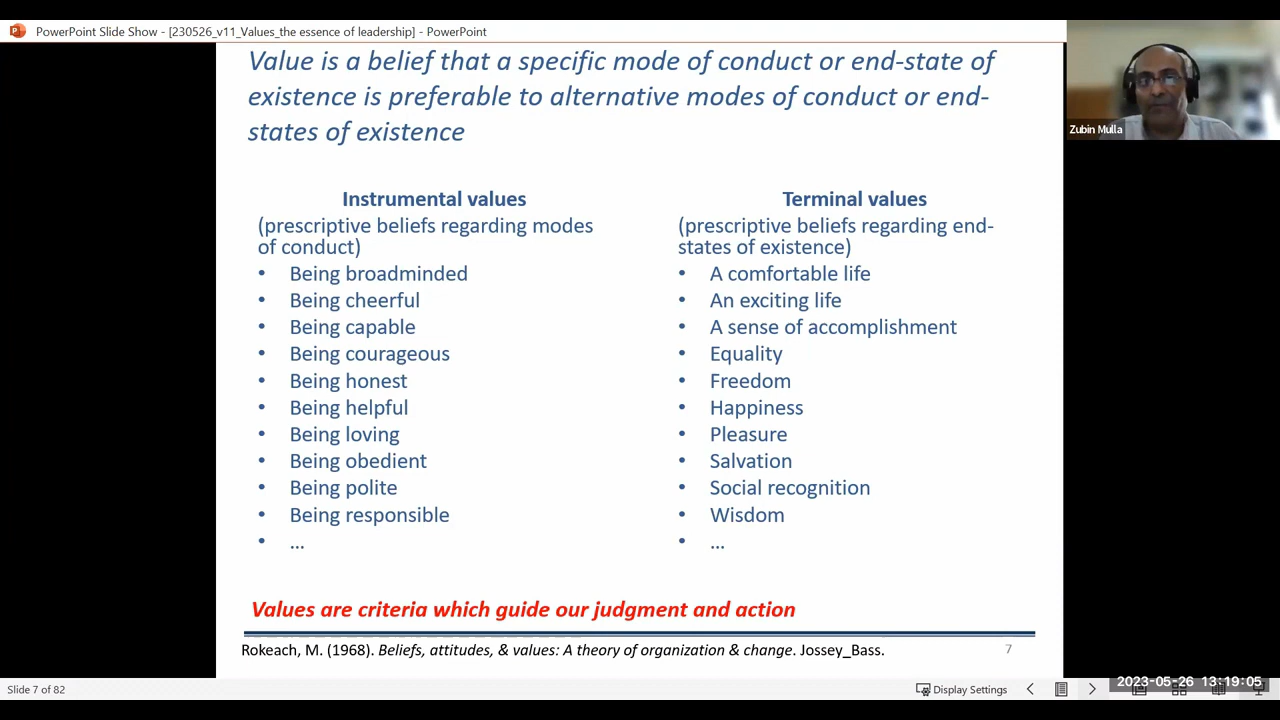 PowerPoint Slide Show - [230526_v11_Values_the essence of leadership] - PowerPoint
Value is a belief that a specific mode of conduct or end-state of
existence is preferable to alternative modes of conduct or end-
states of existence
Zubin Mulla
Instrumental values
(prescriptive beliefs regarding modes
of conduct)
• Being broadminded
• Being cheerful
• Being capable
• Being courageous
• Being honest
• Being helpful
• Being loving
• Being obedient
• Being polite
• Being responsible
• ...
Terminal values
(prescriptive beliefs regarding end-
states of existence)
• A comfortable life
• An exciting life
• A sense of accomplishment
• Equality
• Freedom
• Happiness
• Pleasure
• Salvation
• Social recognition
• Wisdom
• ...
Values are criteria which guide our judgment and action
Rokeach, M. (1968). Beliefs, attitudes, & values: A theory of organization & change. Jossey_Bass.
7
Slide 7 of 82
Display Settings
2023-05-26 13:19:05